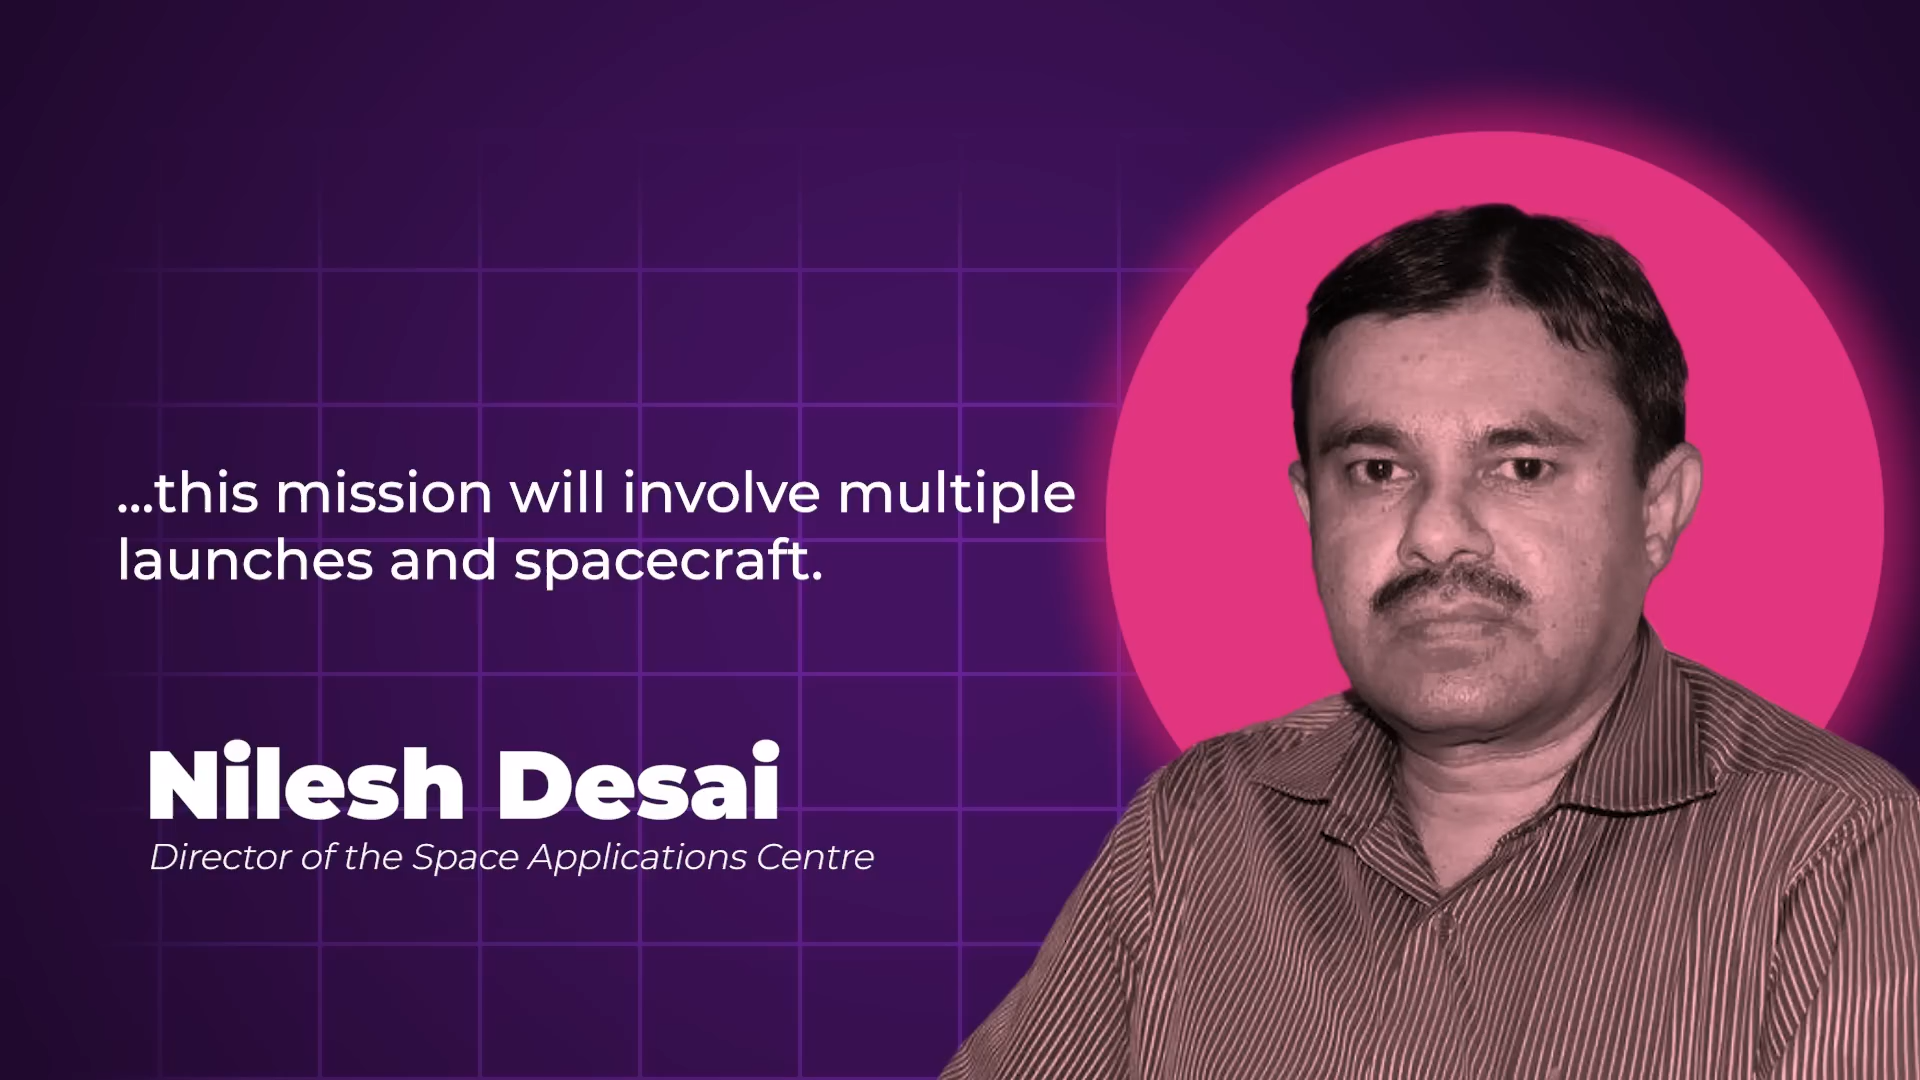 ...this mission will involve multiple
launches and spacecraft.
Nilesh Desai
Director of the Space Applications Centre